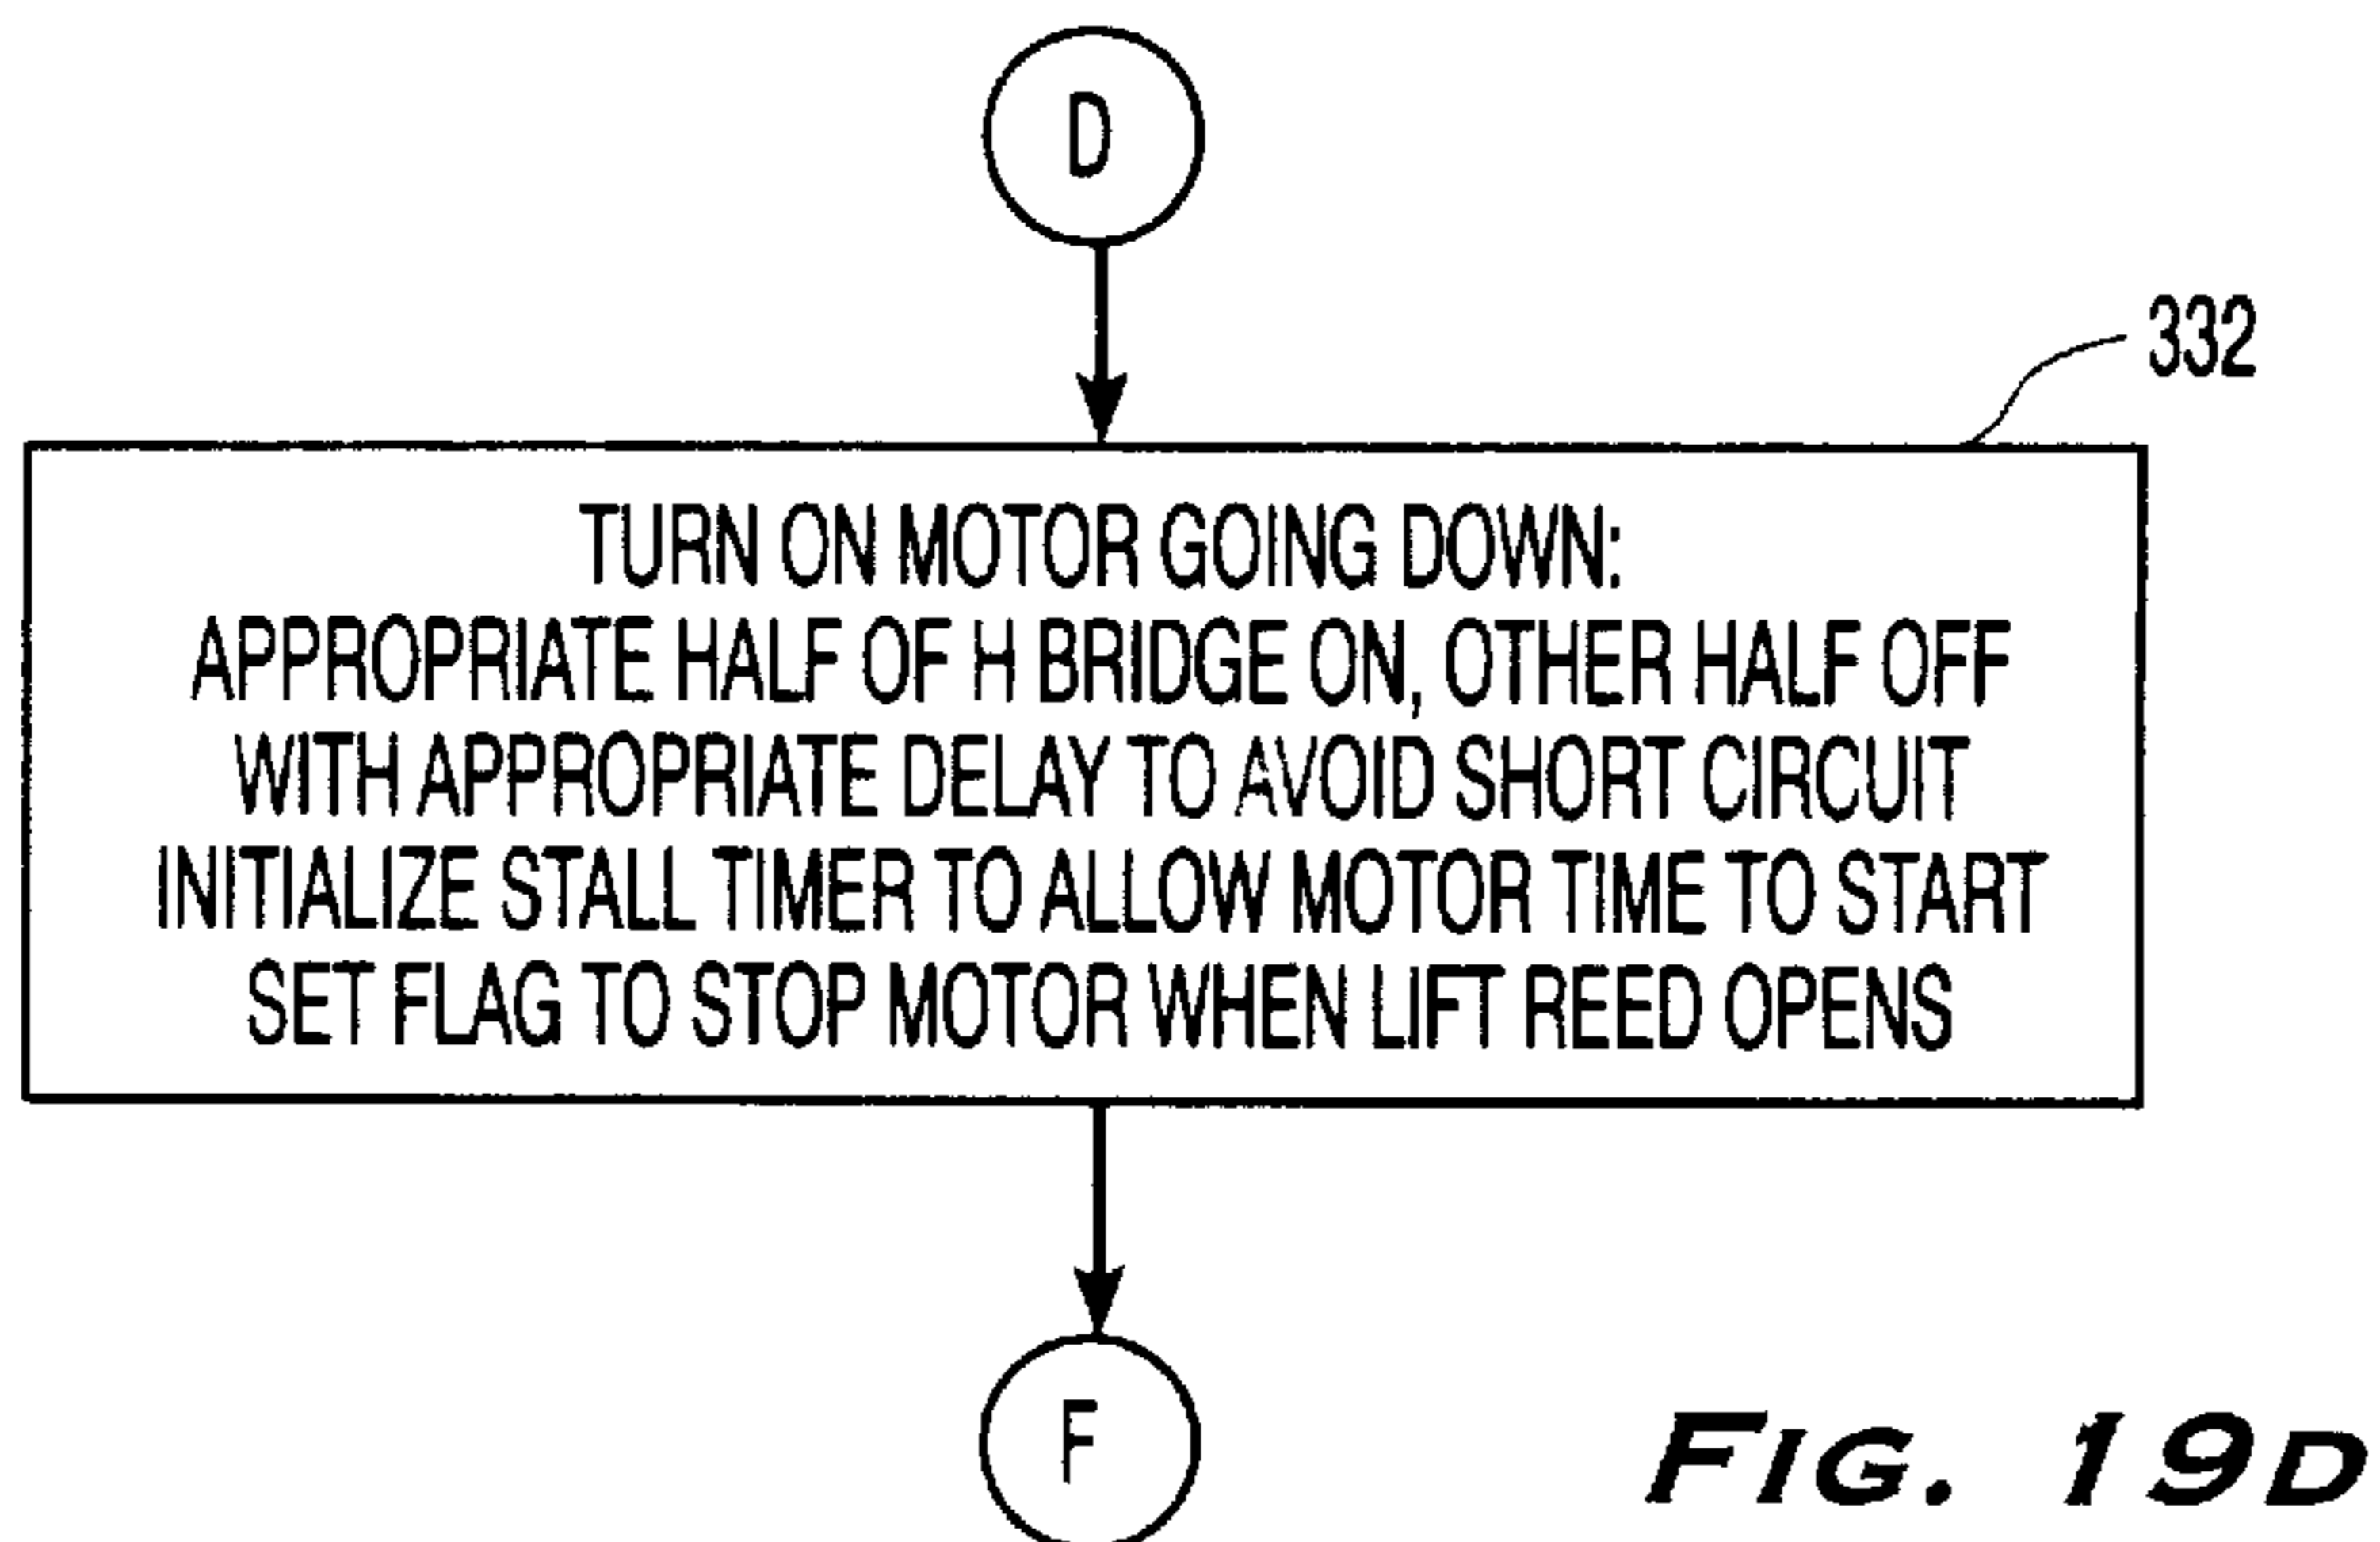 D
332
TURN ON MOTOR GOING DOWN:
APPROPRIATE HALF OF H BRIDGE ON, OTHER HALF OFF
WITH APPROPRIATE DELAY TO AVOID SHORT CIRCUIT
INITIALIZE STALL TIMER TO ALLOW MOTOR TIME TO START
SET FLAG TO STOP MOTOR WHEN LIFT REED OPENS
F
FIG. 19D